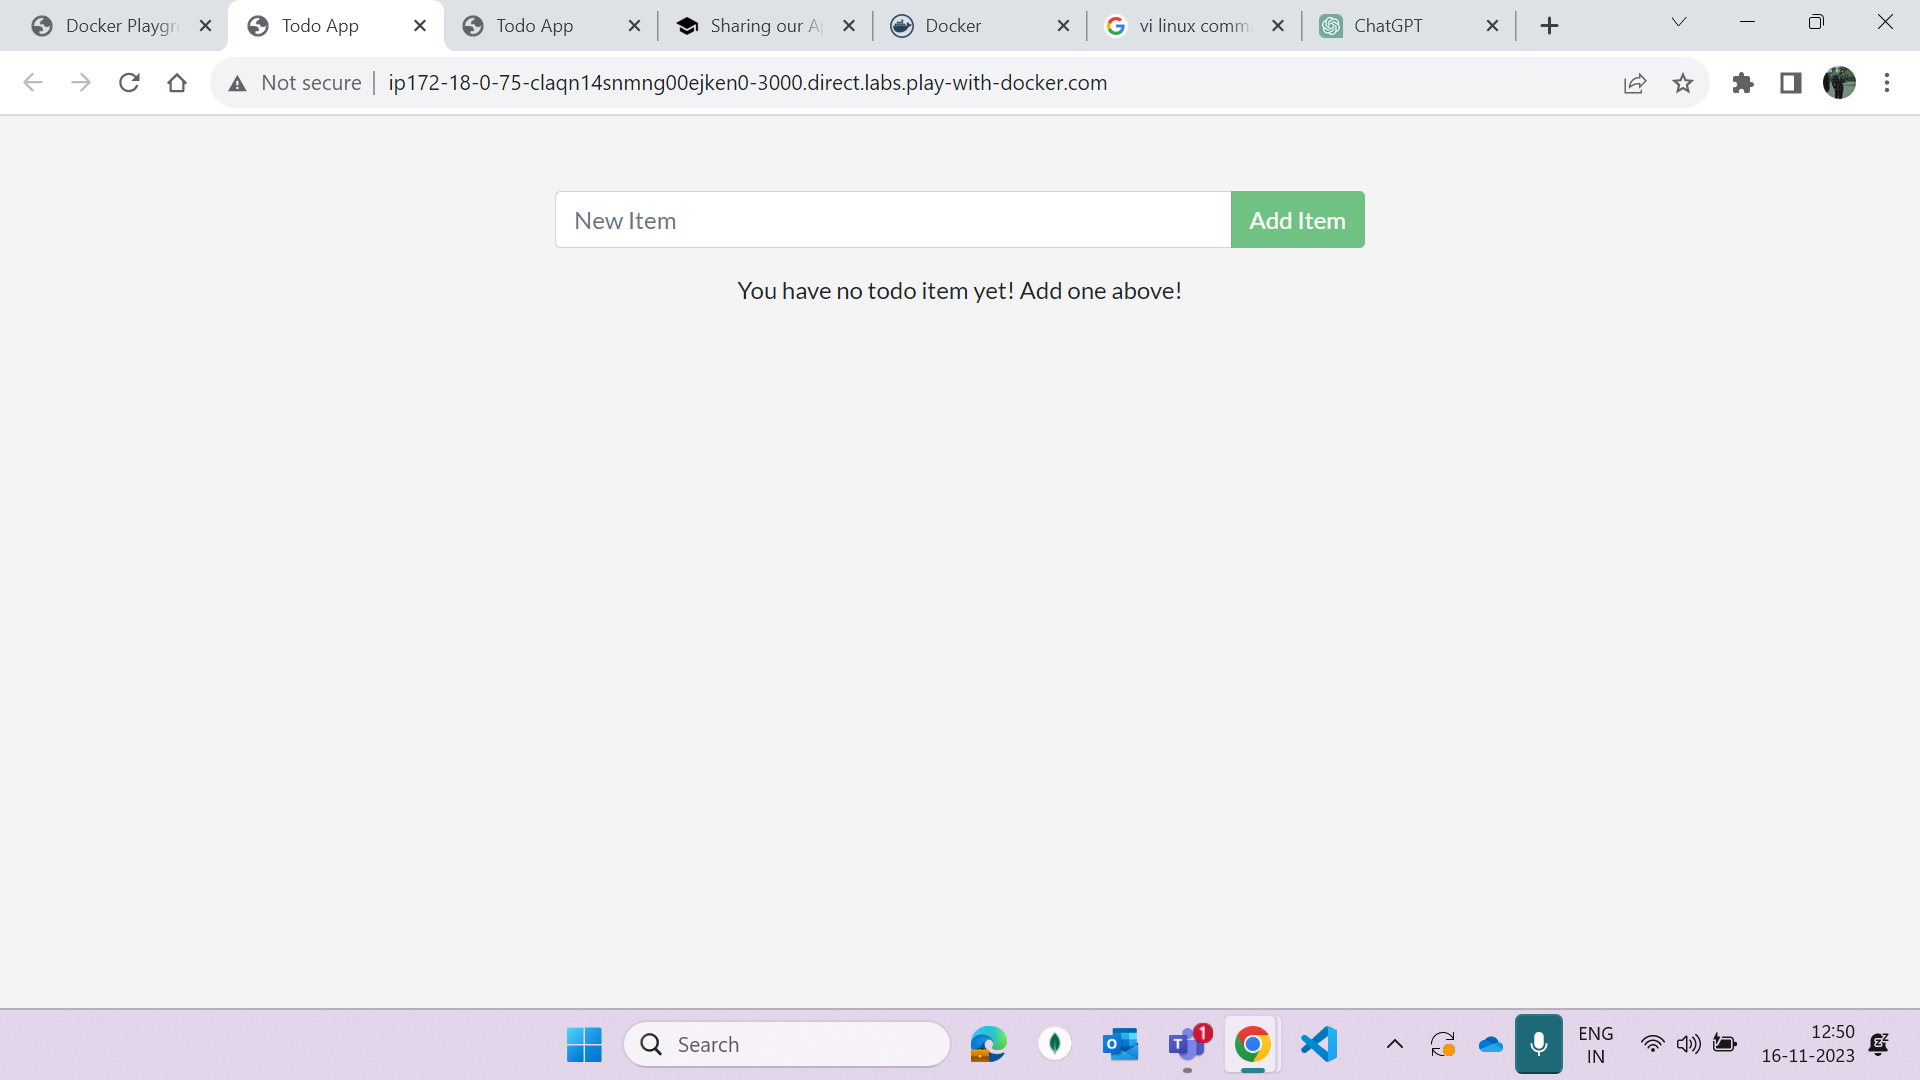 Docker Playgr
Todo App
Todo App
Sharing our A
Docker
vi linux comm
ChatGPT
Not secure
ip172-18-0-75-claqn14snmng00ejken0-3000.direct.labs.play-with-docker.com
New Item
Add Item
You have no todo item yet! Add one above!
Search
1
ENG
IN
12:50
16-11-2023